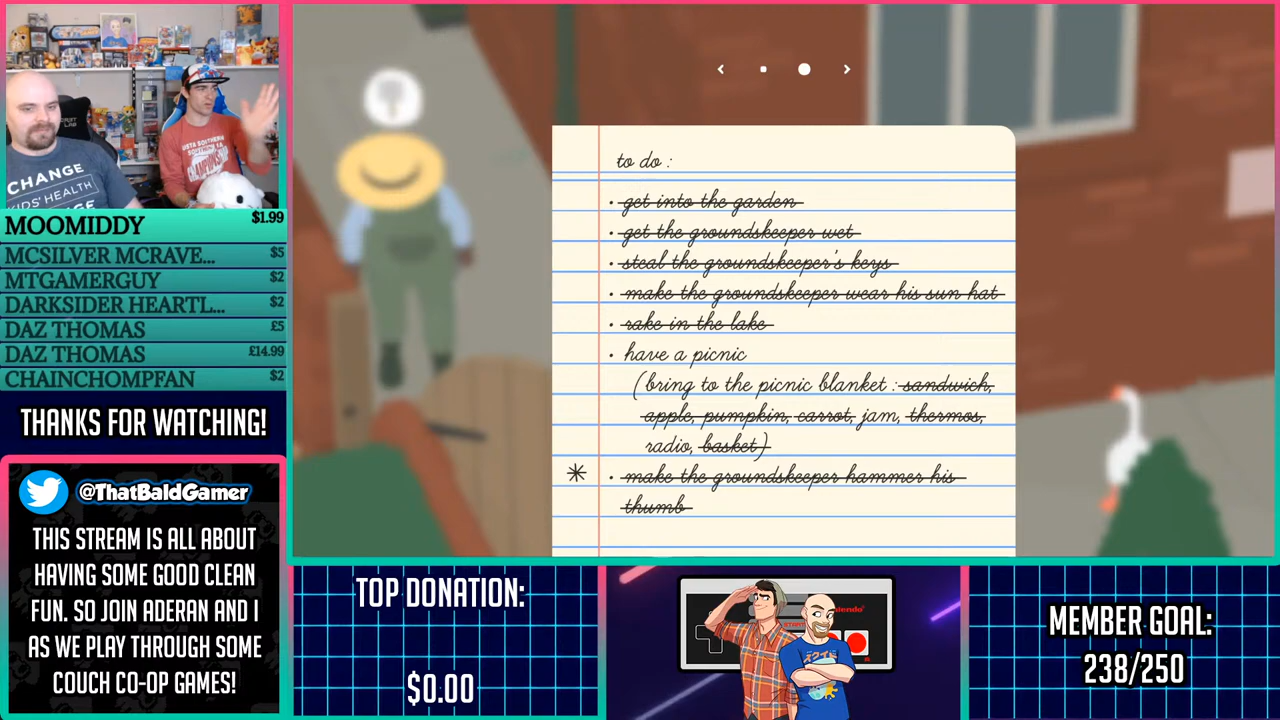 CHANGE
KIDS' HEALTH
MOOMIDDY $1.99
MCSILVER MCRAVE... $5
MTGAMERGUY $2
DARKSIDER HEARTL... $2
DAZ THOMAS £5
DAZ THOMAS £14.99
CHAINCHOMPFAN $2
THANKS FOR WATCHING!
@ThatBaldGamer
THIS STREAM IS ALL ABOUT
HAVING SOME GOOD CLEAN
FUN. SO JOIN ADERAN AND I
AS WE PLAY THROUGH SOME
COUCH CO-OP GAMES!
to do :
• get into the garden
• get the groundskeeper wet
• steal the groundskeeper's keys
• make the groundskeeper wear his sun hat
• rake in the lake
• have a picnic
(bring to the picnic blanket : sandwich,
apple, pumpkin, carrot, jam, thermos,
radio, basket)
• make the groundskeeper hammer his
thumb
TOP DONATION:
$0.00
START
MEMBER GOAL:
238/250